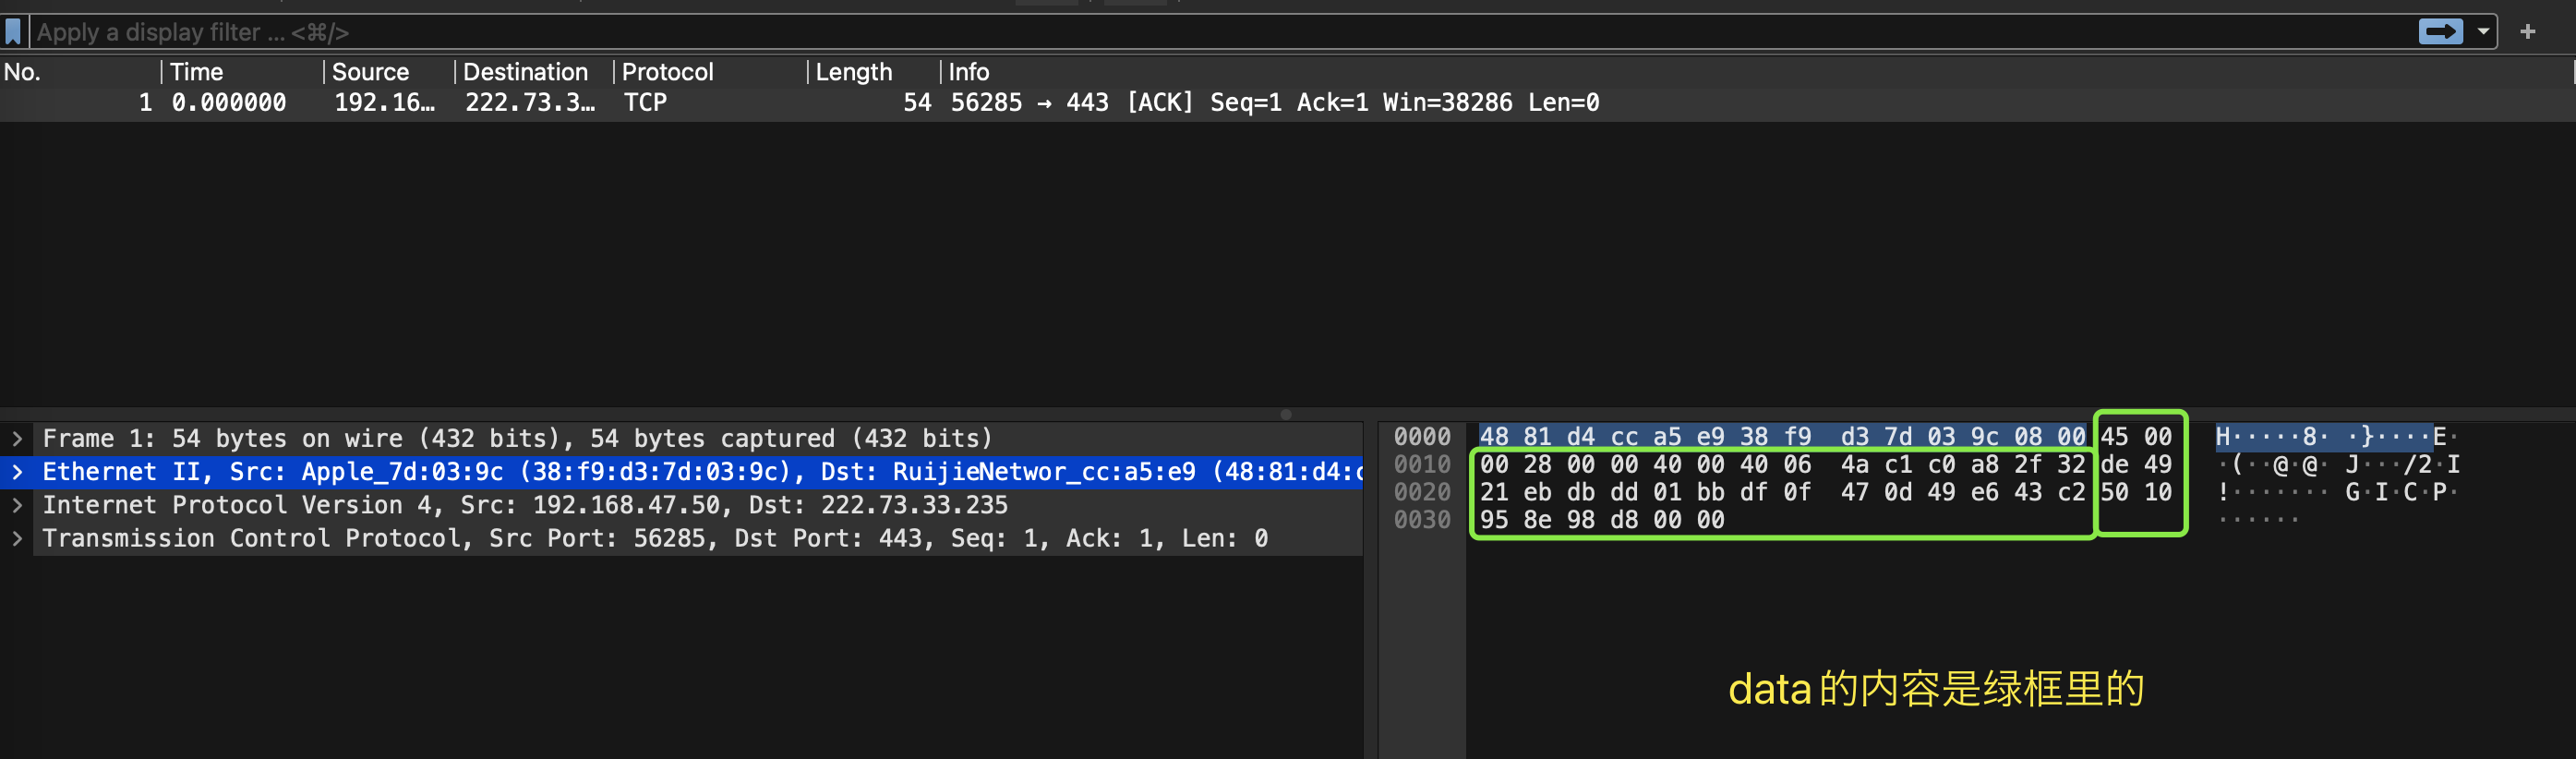 Apply a display filter ... <⌘/>
No. Time Source Destination Protocol Length Info
1 0.000000 192.16… 222.73.3… TCP 54 56285 → 443 [ACK] Seq=1 Ack=1 Win=38286 Len=0
Frame 1: 54 bytes on wire (432 bits), 54 bytes captured (432 bits)
Ethernet II, Src: Apple_7d:03:9c (38:f9:d3:7d:03:9c), Dst: RuijieNetwor_cc:a5:e9 (48:81:d4:c
Internet Protocol Version 4, Src: 192.168.47.50, Dst: 222.73.33.235
Transmission Control Protocol, Src Port: 56285, Dst Port: 443, Seq: 1, Ack: 1, Len: 0
0000 48 81 d4 cc a5 e9 38 f9 d3 7d 03 9c 08 00 45 00 H·····8· ·}····E·
0010 00 28 00 00 40 00 40 06 4a c1 c0 a8 2f 32 de 49 ·(··@·@· J···/2·I
0020 21 eb db dd 01 bb df 0f 47 0d 49 e6 43 c2 50 10 !······· G·I·C·P·
0030 95 8e 98 d8 00 00 ······
data的内容是绿框里的